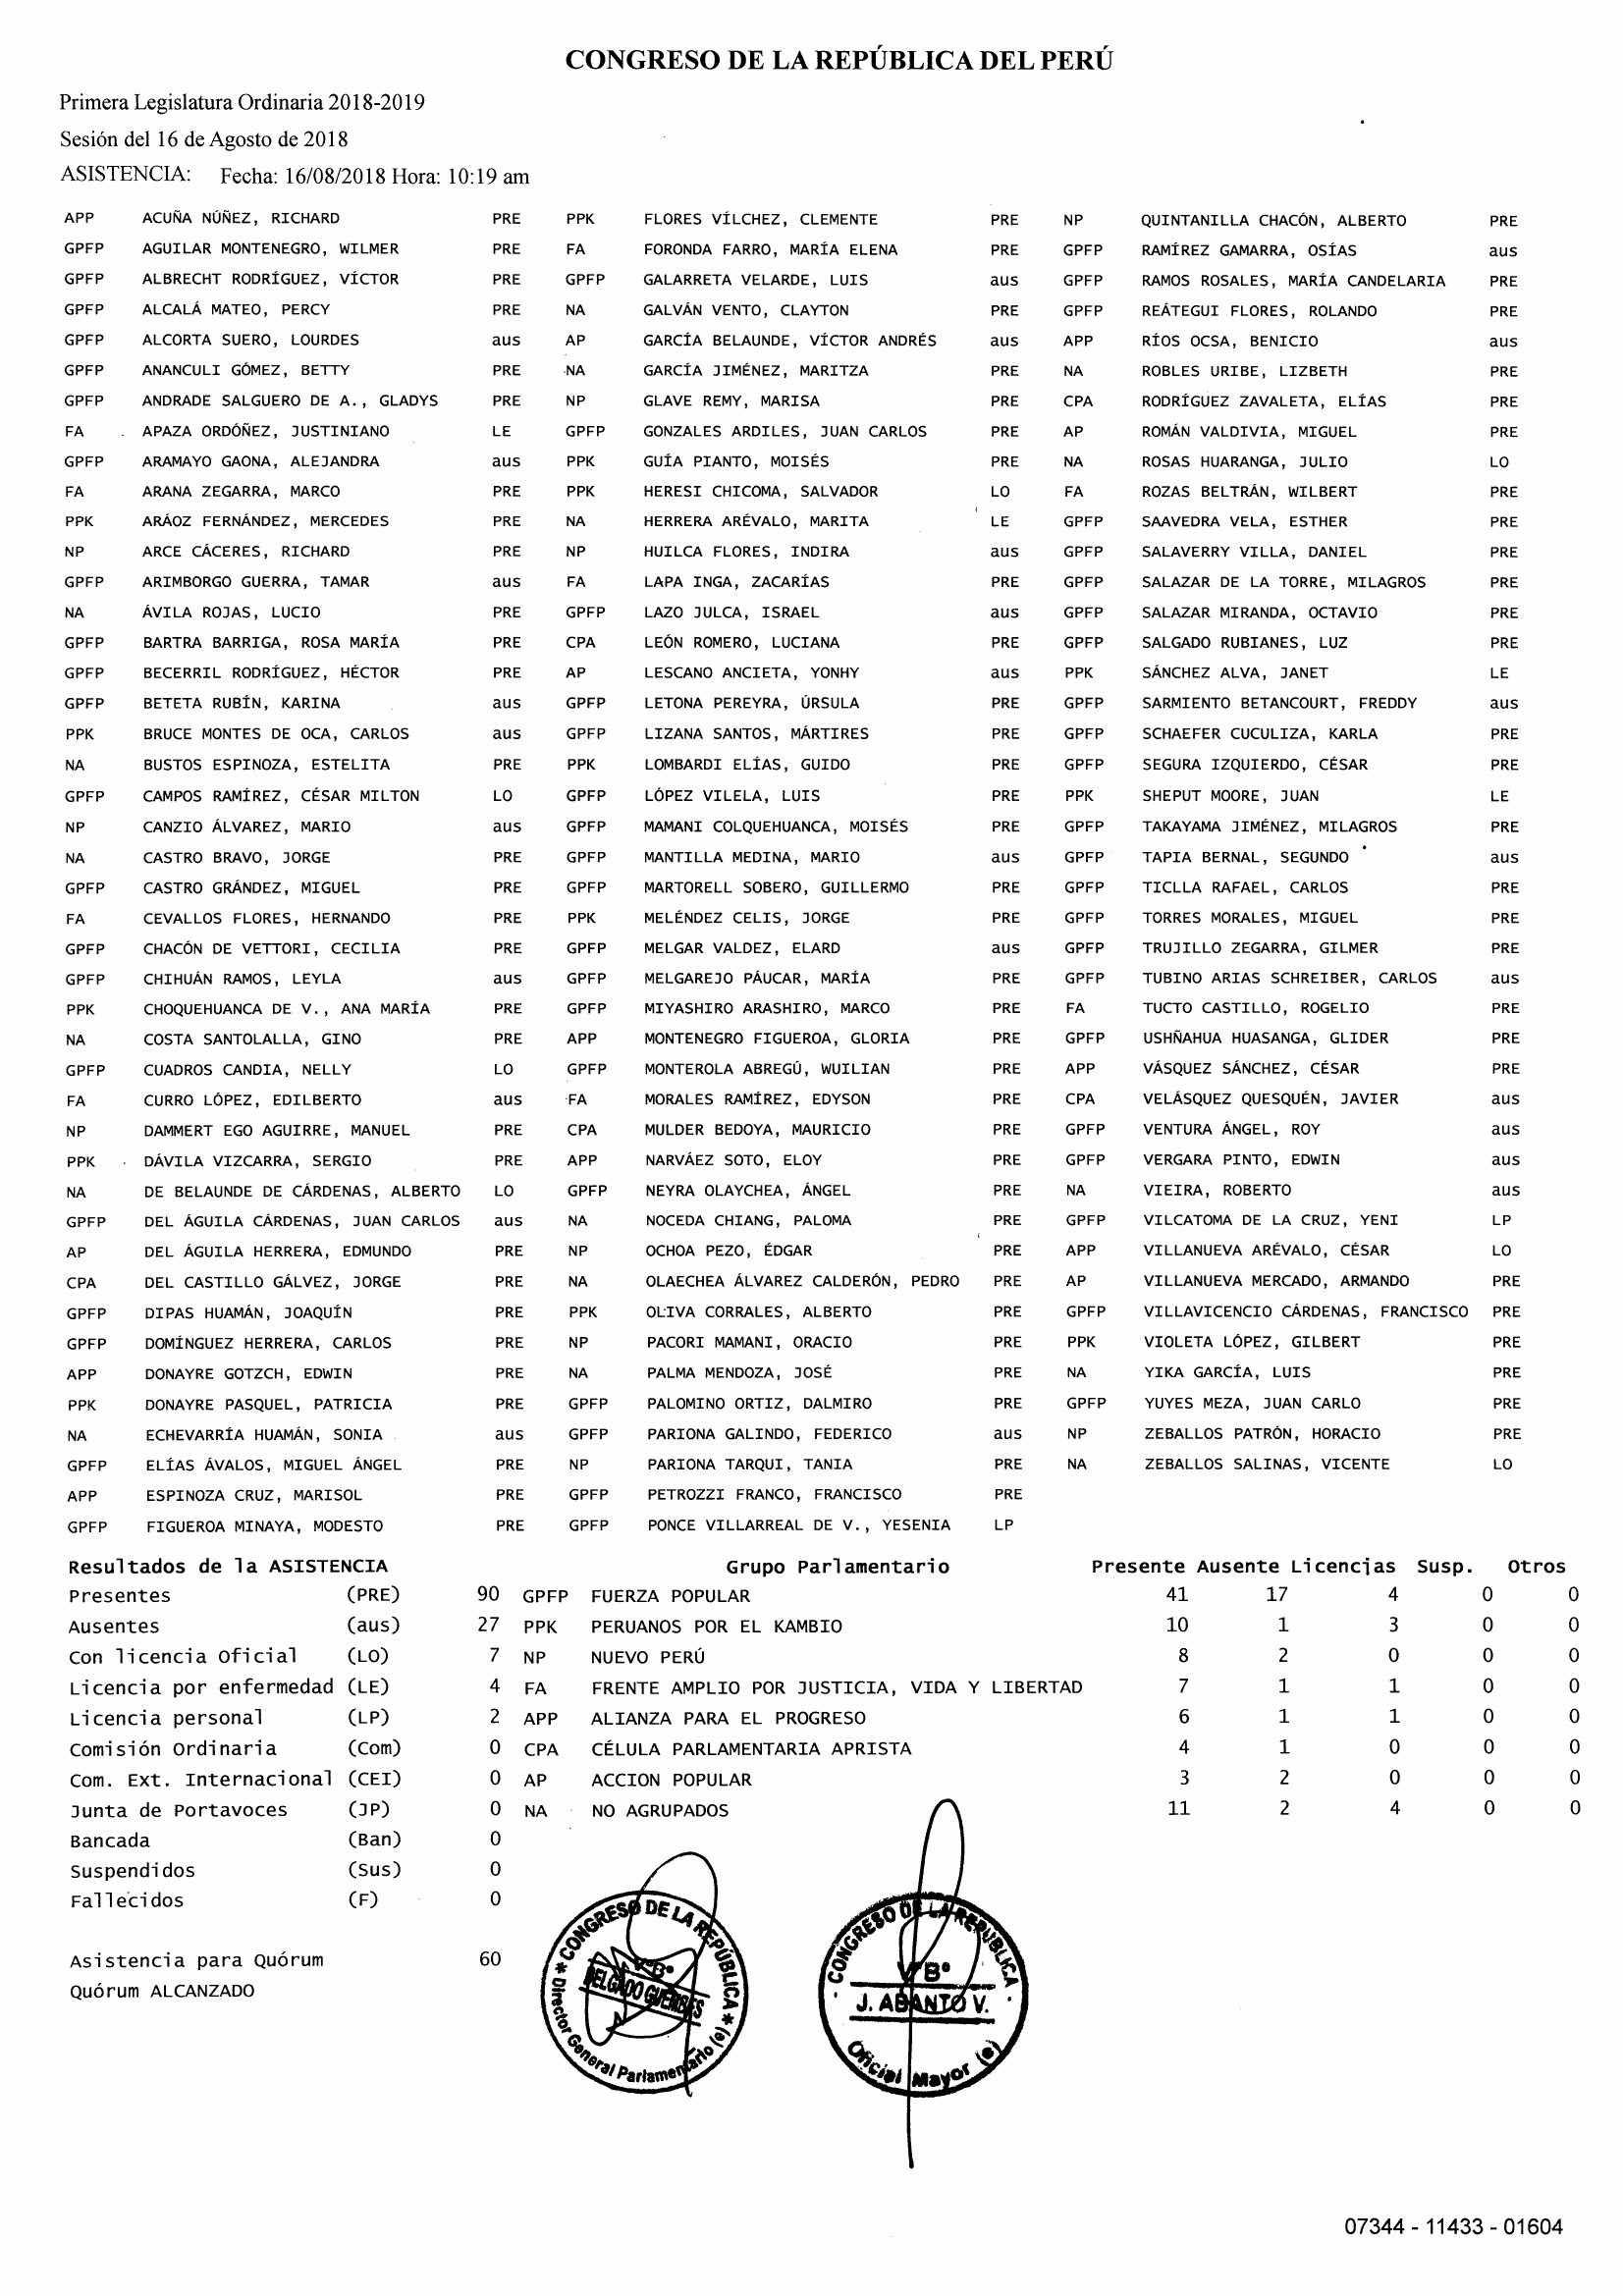 CONGRESO DE LA REPÚBLICA DEL PERÚ
Primera Legislatura Ordinaria 2018-2019
Sesión del 16 de Agosto de 2018
ASISTENCIA: Fecha: 16/08/2018 Hora: 10:19 am
APP ACUÑA NÚÑEZ, RICHARD PRE PPK FLORES VÍLCHEZ, CLEMENTE PRE NP QUINTANILLA CHACÓN, ALBERTO PRE
GPFP AGUILAR MONTENEGRO, WILMER PRE FA FORONDA FARRO, MARÍA ELENA PRE GPFP RAMÍREZ GAMARRA, OSÍAS aus
GPFP ALBRECHT RODRÍGUEZ, VÍCTOR PRE GPFP GALARRETA VELARDE, LUIS aus GPFP RAMOS ROSALES, MARÍA CANDELARIA PRE
GPFP ALCALÁ MATEO, PERCY PRE NA GALVÁN VENTO, CLAYTON PRE GPFP REÁTEGUI FLORES, ROLANDO PRE
GPFP ALCORTA SUERO, LOURDES aus AP GARCÍA BELAUNDE, VÍCTOR ANDRÉS aus APP RÍOS OCSA, BENICIO aus
GPFP ANANCULI GÓMEZ, BETTY PRE NA GARCÍA JIMÉNEZ, MARITZA PRE NA ROBLES URIBE, LIZBETH PRE
GPFP ANDRADE SALGUERO DE A., GLADYS PRE NP GLAVE REMY, MARISA PRE CPA RODRÍGUEZ ZAVALETA, ELÍAS PRE
FA APAZA ORDÓÑEZ, JUSTINIANO LE GPFP GONZALES ARDILES, JUAN CARLOS PRE AP ROMÁN VALDIVIA, MIGUEL PRE
GPFP ARAMAYO GAONA, ALEJANDRA aus PPK GUÍA PIANTO, MOISÉS PRE NA ROSAS HUARANGA, JULIO LO
FA ARANA ZEGARRA, MARCO PRE PPK HERESI CHICOMA, SALVADOR LO FA ROZAS BELTRÁN, WILBERT PRE
PPK ARÁOZ FERNÁNDEZ, MERCEDES PRE NA HERRERA ARÉVALO, MARITA LE GPFP SAAVEDRA VELA, ESTHER PRE
NP ARCE CÁCERES, RICHARD PRE NP HUILCA FLORES, INDIRA aus GPFP SALAVERRY VILLA, DANIEL PRE
GPFP ARIMBORGO GUERRA, TAMAR aus FA LAPA INGA, ZACARÍAS PRE GPFP SALAZAR DE LA TORRE, MILAGROS PRE
NA ÁVILA ROJAS, LUCIO PRE GPFP LAZO JULCA, ISRAEL aus GPFP SALAZAR MIRANDA, OCTAVIO PRE
GPFP BARTRA BARRIGA, ROSA MARÍA PRE CPA LEÓN ROMERO, LUCIANA PRE GPFP SALGADO RUBIANES, LUZ PRE
GPFP BECERRIL RODRÍGUEZ, HÉCTOR PRE AP LESCANO ANCIETA, YONHY aus PPK SÁNCHEZ ALVA, JANET LE
GPFP BETETA RUBÍN, KARINA aus GPFP LETONA PEREYRA, ÚRSULA PRE GPFP SARMIENTO BETANCOURT, FREDDY aus
PPK BRUCE MONTES DE OCA, CARLOS aus GPFP LIZANA SANTOS, MÁRTIRES PRE GPFP SCHAEFER CUCULIZA, KARLA PRE
NA BUSTOS ESPINOZA, ESTELITA PRE PPK LOMBARDI ELÍAS, GUIDO PRE GPFP SEGURA IZQUIERDO, CÉSAR PRE
GPFP CAMPOS RAMÍREZ, CÉSAR MILTON LO GPFP LÓPEZ VILELA, LUIS PRE PPK SHEPUT MOORE, JUAN LE
NP CANZIO ÁLVAREZ, MARIO aus GPFP MAMANI COLQUEHUANCA, MOISÉS PRE GPFP TAKAYAMA JIMÉNEZ, MILAGROS PRE
NA CASTRO BRAVO, JORGE PRE GPFP MANTILLA MEDINA, MARIO aus GPFP TAPIA BERNAL, SEGUNDO aus
GPFP CASTRO GRÁNDEZ, MIGUEL PRE GPFP MARTORELL SOBERO, GUILLERMO PRE GPFP TICLLA RAFAEL, CARLOS PRE
FA CEVALLOS FLORES, HERNANDO PRE PPK MELÉNDEZ CELIS, JORGE PRE GPFP TORRES MORALES, MIGUEL PRE
GPFP CHACÓN DE VETTORI, CECILIA PRE GPFP MELGAR VALDEZ, ELARD aus GPFP TRUJILLO ZEGARRA, GILMER PRE
GPFP CHIHUÁN RAMOS, LEYLA aus GPFP MELGAREJO PÁUCAR, MARÍA PRE GPFP TUBINO ARIAS SCHREIBER, CARLOS aus
PPK CHOQUEHUANCA DE V., ANA MARÍA PRE GPFP MIYASHIRO ARASHIRO, MARCO PRE FA TUCTO CASTILLO, ROGELIO PRE
NA COSTA SANTOLALLA, GINO PRE APP MONTENEGRO FIGUEROA, GLORIA PRE GPFP USHÑAHUA HUASANGA, GLIDER PRE
GPFP CUADROS CANDIA, NELLY LO GPFP MONTEROLA ABREGÚ, WUILIAN PRE APP VÁSQUEZ SÁNCHEZ, CÉSAR PRE
FA CURRO LÓPEZ, EDILBERTO aus FA MORALES RAMÍREZ, EDYSON PRE CPA VELÁSQUEZ QUESQUÉN, JAVIER aus
NP DAMMERT EGO AGUIRRE, MANUEL PRE CPA MULDER BEDOYA, MAURICIO PRE GPFP VENTURA ÁNGEL, ROY aus
PPK DÁVILA VIZCARRA, SERGIO PRE APP NARVÁEZ SOTO, ELOY PRE GPFP VERGARA PINTO, EDWIN aus
NA DE BELAUNDE DE CÁRDENAS, ALBERTO LO GPFP NEYRA OLAYCHEA, ÁNGEL PRE NA VIEIRA, ROBERTO aus
GPFP DEL ÁGUILA CÁRDENAS, JUAN CARLOS aus NA NOCEDA CHIANG, PALOMA PRE GPFP VILCATOMA DE LA CRUZ, YENI LP
AP DEL ÁGUILA HERRERA, EDMUNDO PRE NP OCHOA PEZO, ÉDGAR PRE APP VILLANUEVA ARÉVALO, CÉSAR LO
CPA DEL CASTILLO GÁLVEZ, JORGE PRE NA OLAECHEA ÁLVAREZ CALDERÓN, PEDRO PRE AP VILLANUEVA MERCADO, ARMANDO PRE
GPFP DIPAS HUAMÁN, JOAQUÍN PRE PPK OLIVA CORRALES, ALBERTO PRE GPFP VILLAVICENCIO CÁRDENAS, FRANCISCO PRE
GPFP DOMÍNGUEZ HERRERA, CARLOS PRE NP PACORI MAMANI, ORACIO PRE PPK VIOLETA LÓPEZ, GILBERT PRE
APP DONAYRE GOTZCH, EDWIN PRE NA PALMA MENDOZA, JOSÉ PRE NA YIKA GARCÍA, LUIS PRE
PPK DONAYRE PASQUEL, PATRICIA PRE GPFP PALOMINO ORTIZ, DALMIRO PRE GPFP YUYES MEZA, JUAN CARLO PRE
NA ECHEVARRÍA HUAMÁN, SONIA aus GPFP PARIONA GALINDO, FEDERICO aus NP ZEBALLOS PATRÓN, HORACIO PRE
GPFP ELÍAS ÁVALOS, MIGUEL ÁNGEL PRE NP PARIONA TARQUI, TANIA PRE NA ZEBALLOS SALINAS, VICENTE LO
APP ESPINOZA CRUZ, MARISOL PRE GPFP PETROZZI FRANCO, FRANCISCO PRE
GPFP FIGUEROA MINAYA, MODESTO PRE GPFP PONCE VILLARREAL DE V., YESENIA LP
Resultados de la ASISTENCIA Grupo Parlamentario Presente Ausente Licencias Susp. Otros
Presentes (PRE) 90 GPFP FUERZA POPULAR 41 17 4 0 0
Ausentes (aus) 27 PPK PERUANOS POR EL KAMBIO 10 1 3 0 0
Con licencia Oficial (LO) 7 NP NUEVO PERÚ 8 2 0 0 0
Licencia por enfermedad (LE) 4 FA FRENTE AMPLIO POR JUSTICIA, VIDA Y LIBERTAD 7 1 1 0 0
Licencia personal (LP) 2 APP ALIANZA PARA EL PROGRESO 6 1 1 0 0
Comisión Ordinaria (Com) 0 CPA CÉLULA PARLAMENTARIA APRISTA 4 1 0 0 0
Com. Ext. Internacional (CEI) 0 AP ACCION POPULAR 3 2 0 0 0
Junta de Portavoces (JP) 0 NA NO AGRUPADOS 11 2 4 0 0
Bancada (Ban) 0
Suspendidos (Sus) 0
Fallecidos (F) 0
Asistencia para Quórum 60
Quórum ALCANZADO
CONGRESO DE LA REPÚBLICA
VºBº
DELGADO
Director General Parlamentario (e)
CONGRESO DE LA REPUBLICA
VºBº
J. ABANTO V.
Oficial Mayor (e)
07344 - 11433 - 01604